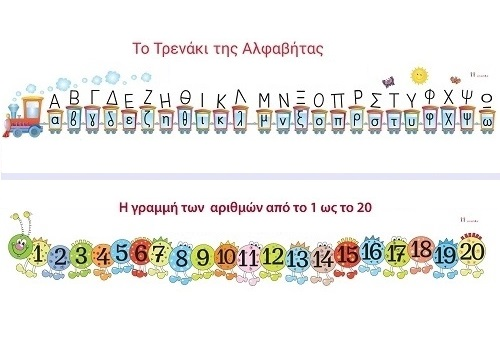 Το Τρενάκι της Αλφαβήτας
Α Β Γ Δ Ε Ζ Η Θ Ι Κ Λ Μ Ν Ξ Ο Π Ρ Σ Τ Υ Φ Χ Ψ Ω
α β γ δ ε ζ η θ ι κ λ μ ν ξ ο π ρ σ τ υ φ χ ψ ω
Η γραμμή των αριθμών από το 1 ως το 20
1 2 3 4 5 6 7 8 9 10 11 12 13 14 15 16 17 18 19 20